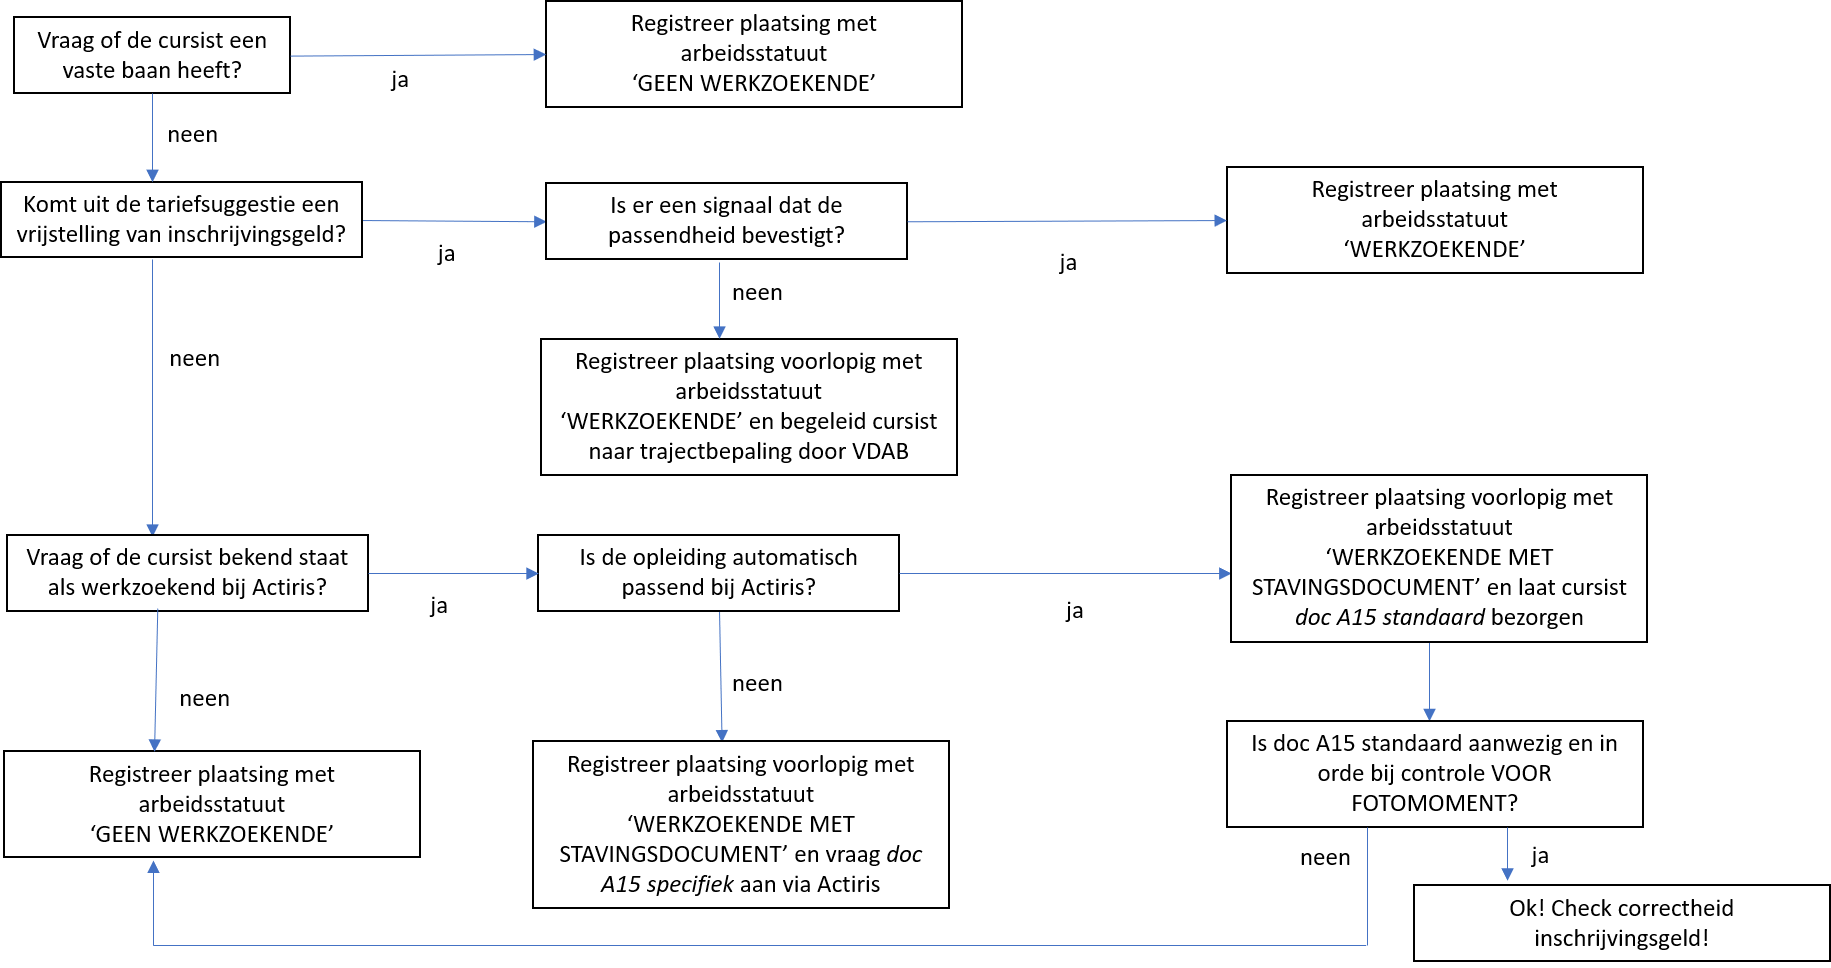 Vraag of de cursist een
vaste baan heeft?
ja
Registreer plaatsing met
arbeidsstatuut
‘GEEN WERKZOEKENDE’
neen
Komt uit de tariefsuggestie een
vrijstelling van inschrijvingsgeld?
ja
Is er een signaal dat de
passendheid bevestigt?
ja
Registreer plaatsing met
arbeidsstatuut
‘WERKZOEKENDE’
neen
Registreer plaatsing voorlopig met
arbeidsstatuut
‘WERKZOEKENDE’ en begeleid cursist
naar trajectbepaling door VDAB
neen
Vraag of de cursist bekend staat
als werkzoekend bij Actiris?
ja
Is de opleiding automatisch
passend bij Actiris?
ja
Registreer plaatsing voorlopig met
arbeidsstatuut
‘WERKZOEKENDE MET
STAVINGSDOCUMENT’ en laat cursist
doc A15 standaard bezorgen
neen
Registreer plaatsing met
arbeidsstatuut
‘GEEN WERKZOEKENDE’
neen
Registreer plaatsing voorlopig met
arbeidsstatuut
‘WERKZOEKENDE MET
STAVINGSDOCUMENT’ en vraag doc
A15 specifiek aan via Actiris
Is doc A15 standaard aanwezig en in
orde bij controle VOOR
FOTOMOMENT?
neen
ja
Ok! Check correctheid
inschrijvingsgeld!